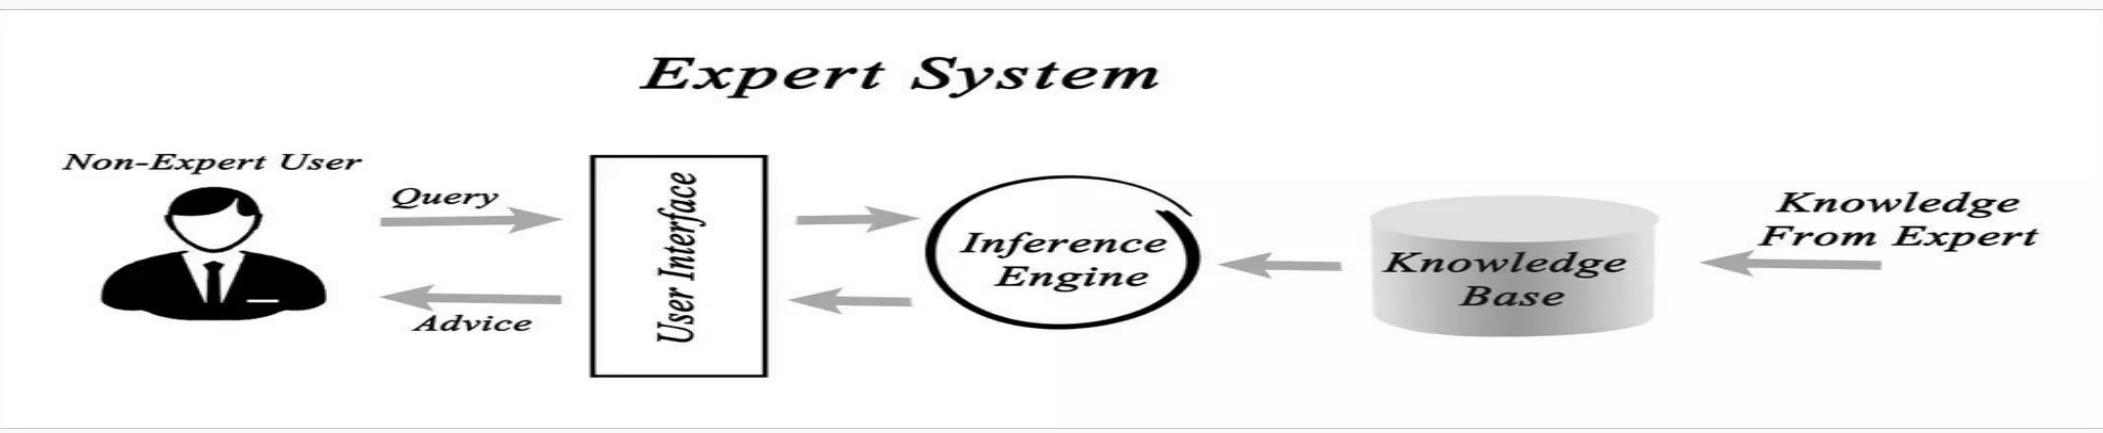 Expert System
Non-Expert User
Query
Advice
User Interface
Inference
Engine
Knowledge
Base
Knowledge
From Expert